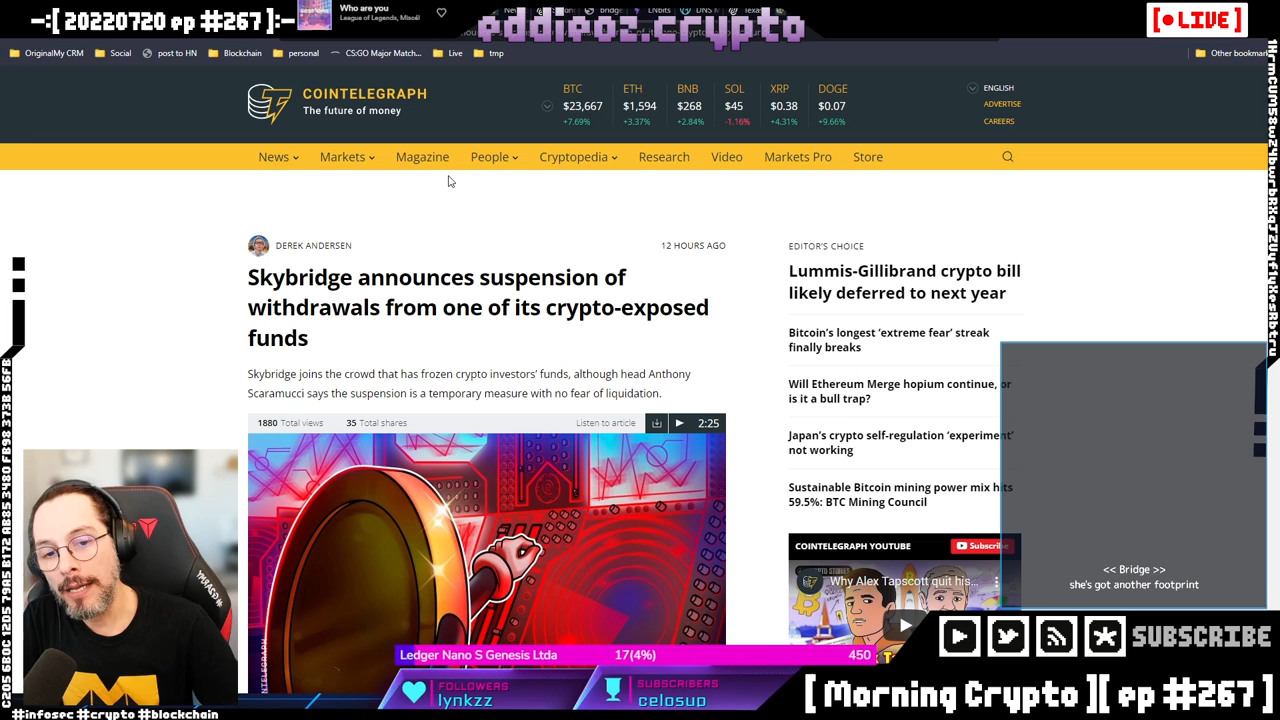 -:[ 20220720 ep #267 ]:-
Who are you
League of Legends, Miscél
eddieoz.crypto
[●LIVE]
OriginalMy CRM
Social
post to HN
Blockchain
personal
CS:GO Major Match...
Live
tmp
Other bookmar
COINTELEGRAPH
The future of money
BTC ETH BNB SOL XRP DOGE
$23,667 $1,594 $268 $45 $0.38 $0.07
+7.69% +3.37% +2.84% -1.16% +4.31% +9.66%
ENGLISH
ADVERTISE
CAREERS
News Markets Magazine People Cryptopedia Research Video Markets Pro Store
DEREK ANDERSEN
12 HOURS AGO
Skybridge announces suspension of
withdrawals from one of its crypto-exposed
funds
Skybridge joins the crowd that has frozen crypto investors' funds, although head Anthony
Scaramucci says the suspension is a temporary measure with no fear of liquidation.
1880 Total views 35 Total shares Listen to article 2:25
EDITOR'S CHOICE
Lummis-Gillibrand crypto bill
likely deferred to next year
Bitcoin's longest 'extreme fear' streak
finally breaks
Will Ethereum Merge hopium continue, or
is it a bull trap?
Japan's crypto self-regulation 'experiment'
not working
Sustainable Bitcoin mining power mix hits
59.5%: BTC Mining Council
COINTELEGRAPH YOUTUBE
Subscribe
Why Alex Tapscott quit his...
<< Bridge >>
she's got another footprint
SUBSCRIBE
Ledger Nano S Genesis Ltda 17(4%) 450
FOLLOWERS
lynkzz
SUBSCRIBERS
celosup
[ Morning Crypto ][ ep #267 ]
#infosec #crypto #blockchain